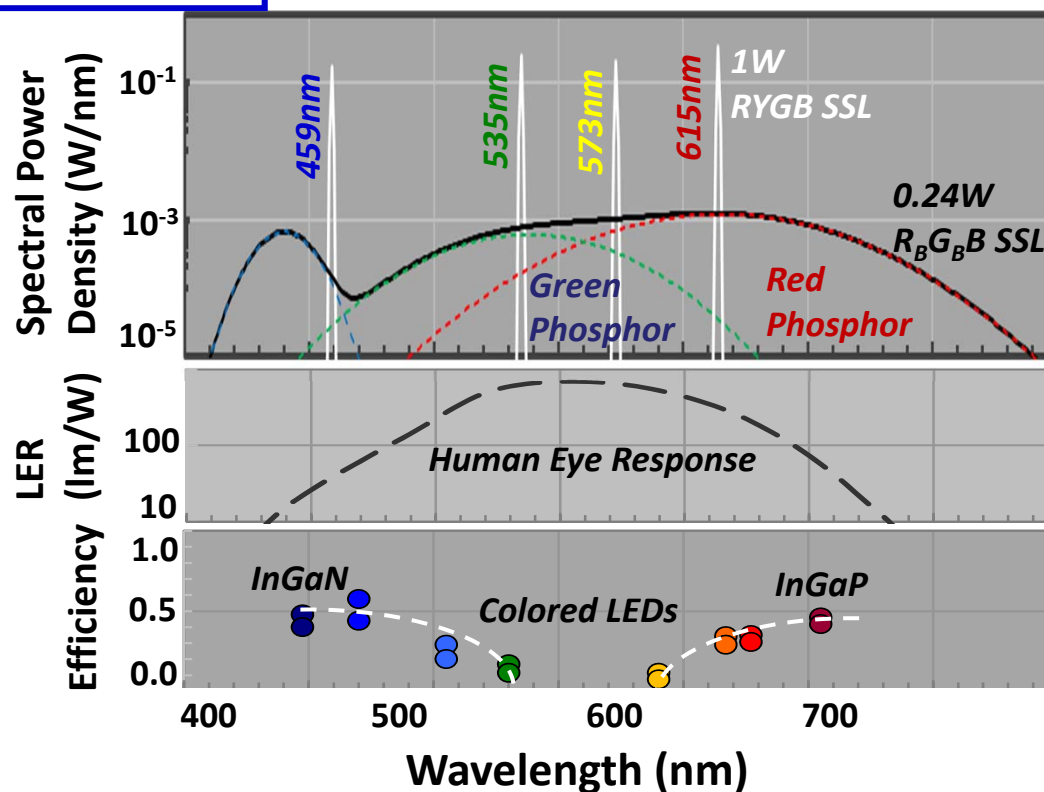 Spectral Power
Density (W/nm)
10-1
10-3
10-5
459nm
535nm
573nm
615nm
1W
RYGB SSL
0.24W
RBGBB SSL
Green
Phosphor
Red
Phosphor
LER
(lm/W)
100
10
Human Eye Response
Efficiency
1.0
0.5
0.0
InGaN
Colored LEDs
InGaP
400
500
600
700
Wavelength (nm)